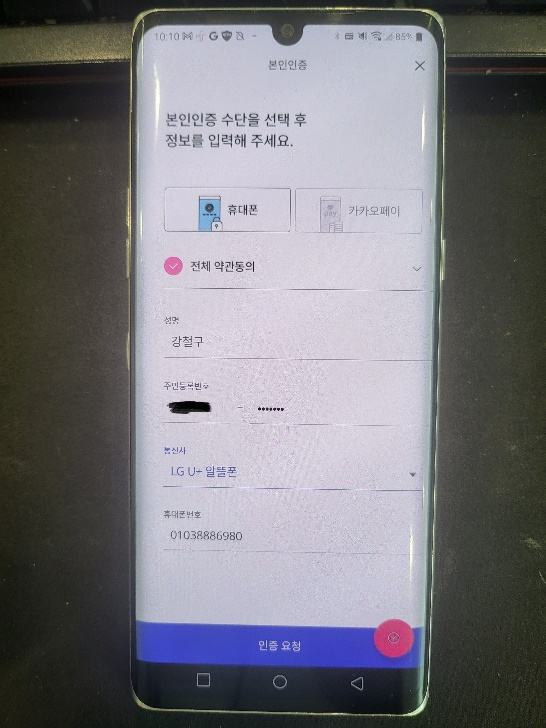 10:10
85%
본인인증
본인인증 수단을 선택 후
정보를 입력해 주세요.
휴대폰
pay
카카오페이
전체 약관동의
성명
강철구
주민등록번호
- •••••••
통신사
LG U+ 알뜰폰
휴대폰번호
01038886980
인증 요청